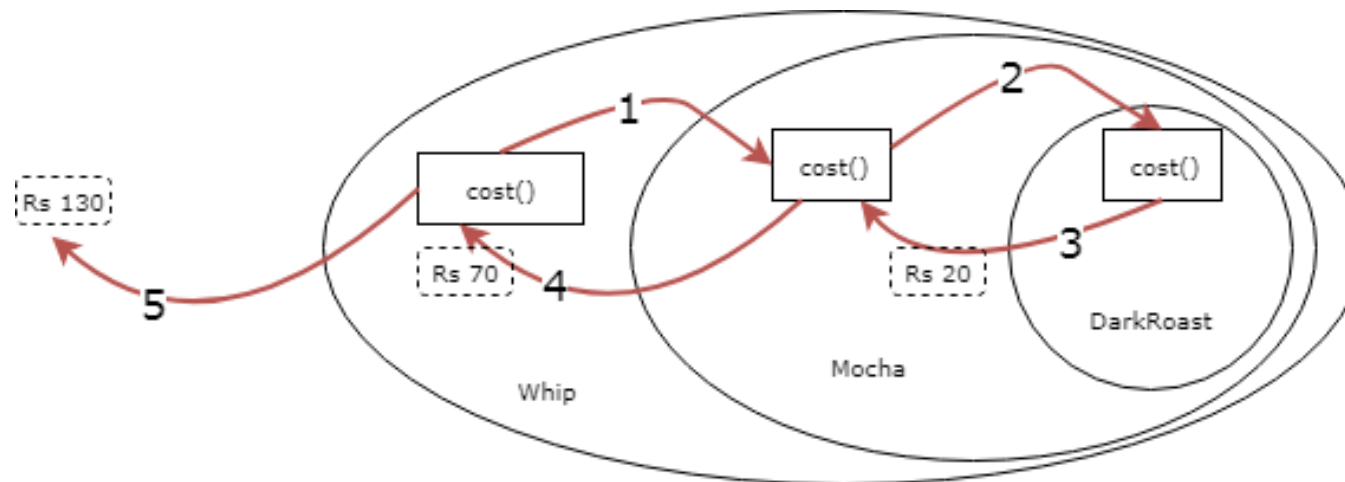 1
2
cost()
cost()
cost()
Rs 130
3
Rs 70
4
Rs 20
5
DarkRoast
Mocha
Whip